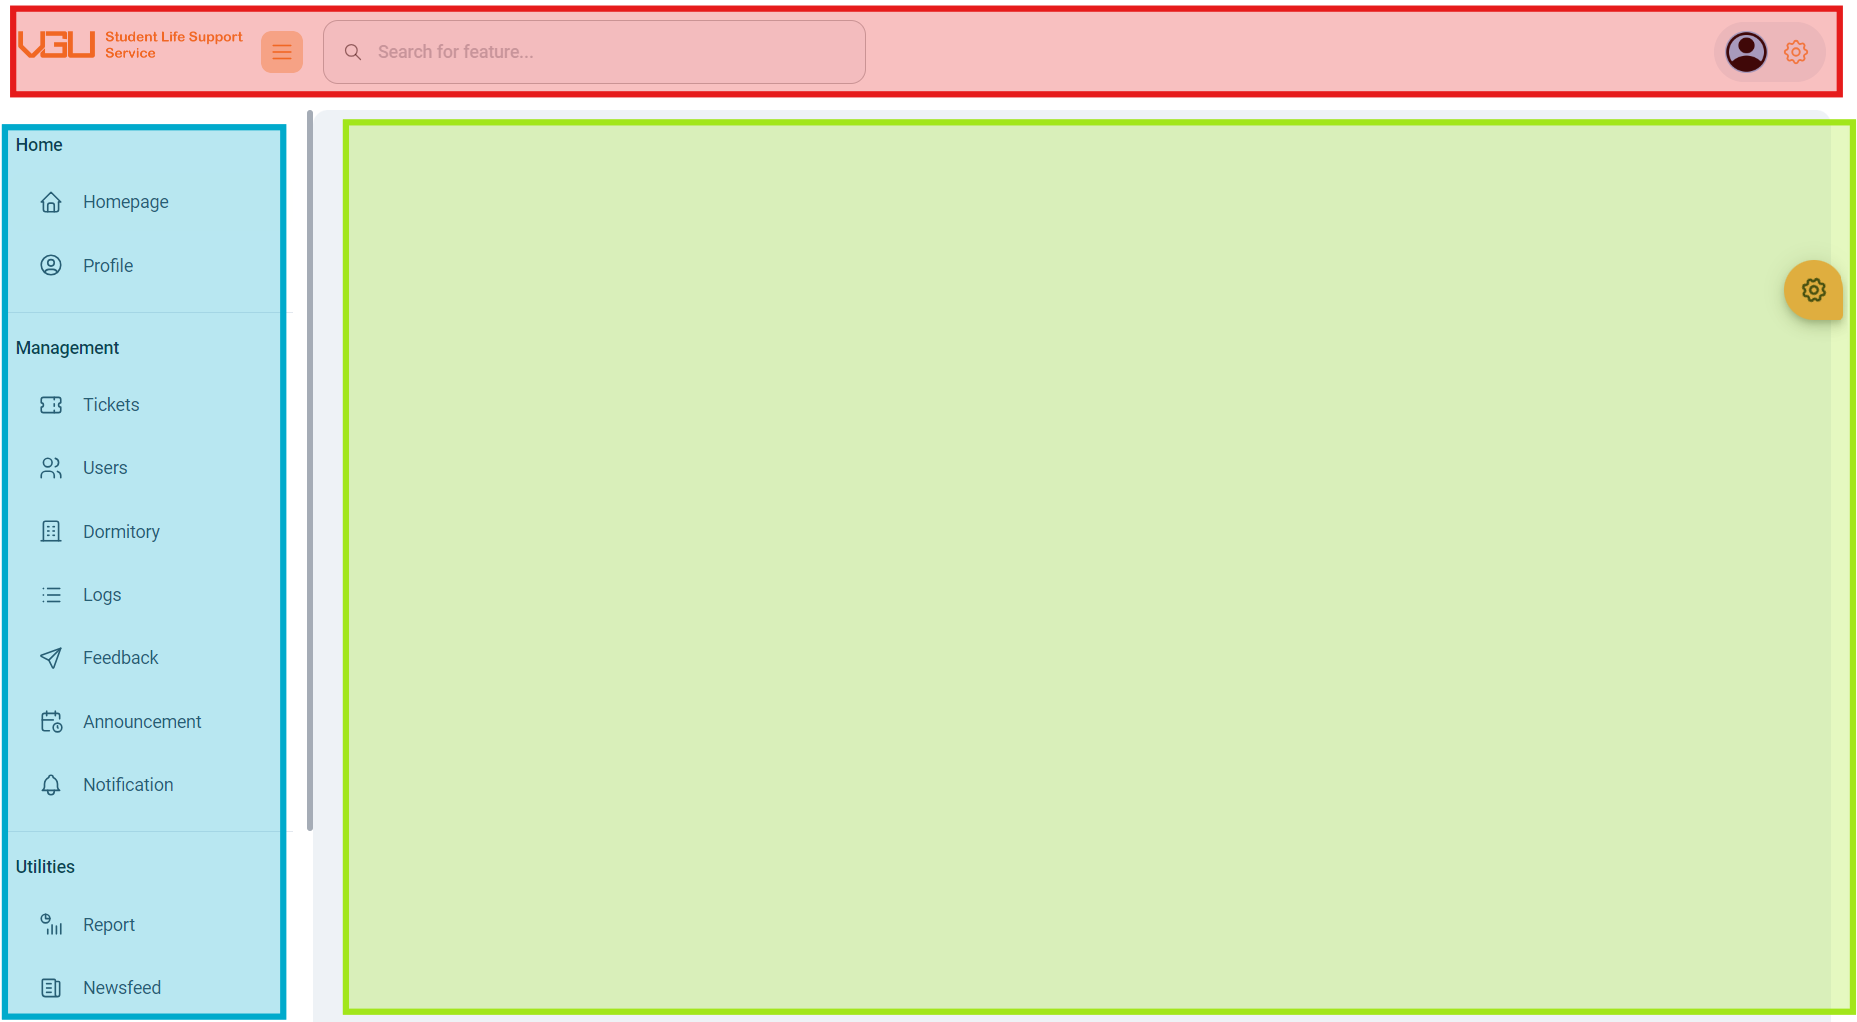 VGU
Student Life Support
Service
Search for feature...
Home
Homepage
Profile
Management
Tickets
Users
Dormitory
Logs
Feedback
Announcement
Notification
Utilities
Report
Newsfeed